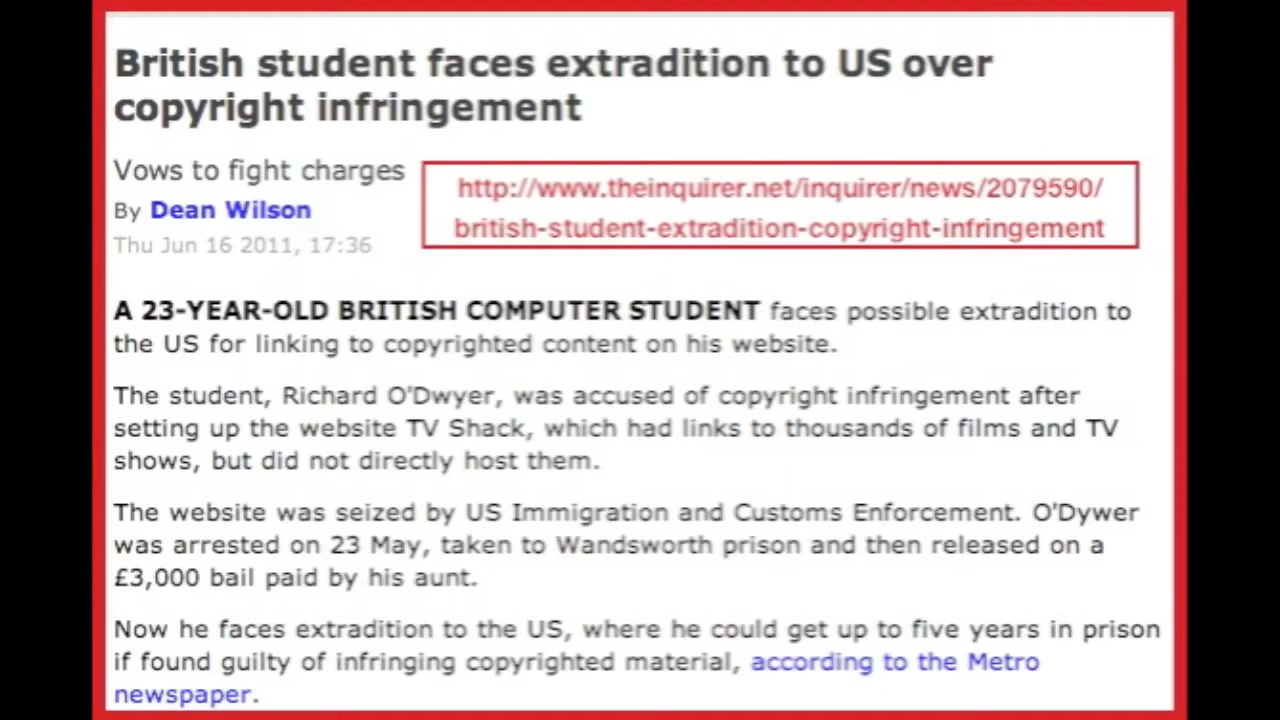 British student faces extradition to US over
copyright infringement
Vows to fight charges
By Dean Wilson
Thu Jun 16 2011, 17:36
http://www.theinquirer.net/inquirer/news/2079590/
british-student-extradition-copyright-infringement
A 23-YEAR-OLD BRITISH COMPUTER STUDENT faces possible extradition to
the US for linking to copyrighted content on his website.
The student, Richard O'Dwyer, was accused of copyright infringement after
setting up the website TV Shack, which had links to thousands of films and TV
shows, but did not directly host them.
The website was seized by US Immigration and Customs Enforcement. O'Dywer
was arrested on 23 May, taken to Wandsworth prison and then released on a
£3,000 bail paid by his aunt.
Now he faces extradition to the US, where he could get up to five years in prison
if found guilty of infringing copyrighted material, according to the Metro
newspaper.